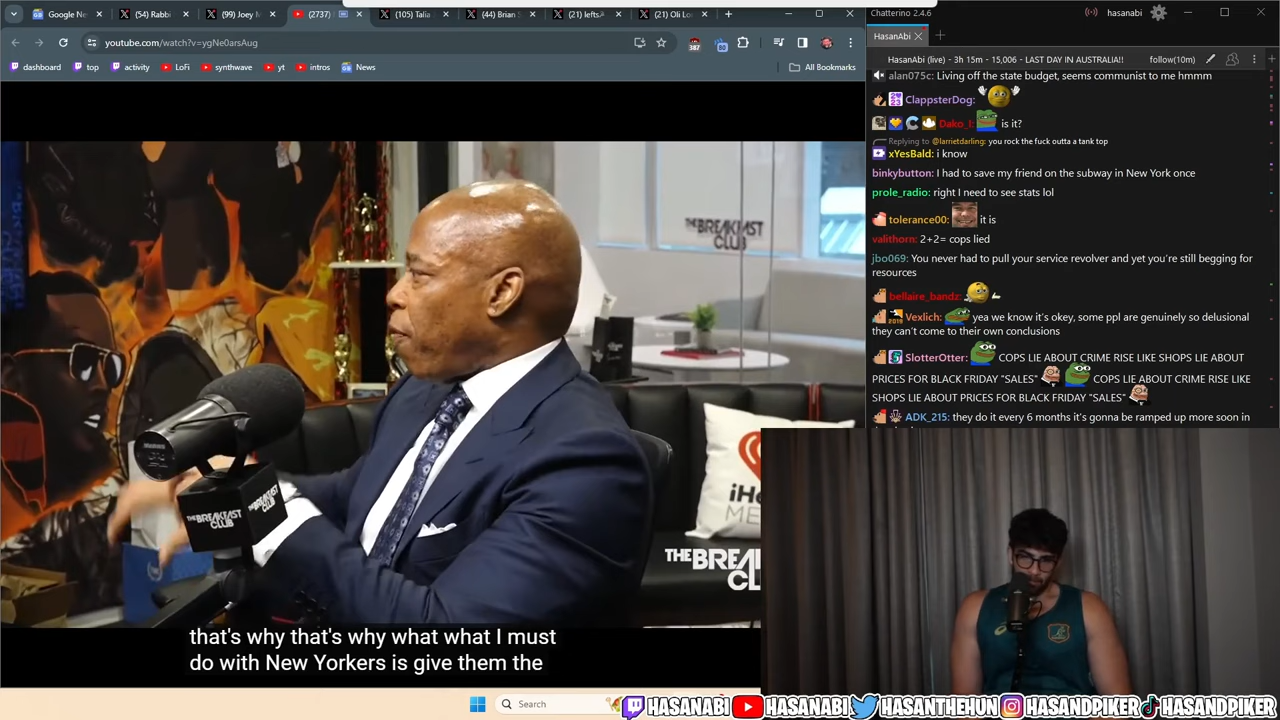 Google Ne
(54) Rabb
(99) Joey M
(2737)
(105) Talia
(44) Brian S
(21) leftsA
(21) Oli Lo
youtube.com/watch?v=ygNe0arsAug
387
80
dashboard
top
activity
LoFi
synthwave
yt
intros
News
All Bookmarks
THE BREAKFAST
CLUB
THE
BREAKFAST
CLUB
iHe
MED
THE BREA
CL
that's why that's why what what I must
do with New Yorkers is give them the
Chatterino 2.4.6
hasanabi
HasanAbi
HasanAbi (live) - 3h 15m - 15,006 - LAST DAY IN AUSTRALIA!!
follow(10m)
alan075c: Living off the state budget, seems communist to me hmmm
ClappsterDog:
Dako_I: is it?
Replying to @larrietdarling: you rock the fuck outta a tank top
xYesBald: i know
binkybutton: I had to save my friend on the subway in New York once
prole_radio: right I need to see stats lol
tolerance00: it is
valithorn: 2+2= cops lied
jbo069: You never had to pull your service revolver and yet you're still begging for
resources
bellaire_bandz:
Vexlich: yea we know it's okay, some ppl are genuinely so delusional
they can't come to their own conclusions
SlotterOtter: COPS LIE ABOUT CRIME RISE LIKE SHOPS LIE ABOUT
PRICES FOR BLACK FRIDAY "SALES" COPS LIE ABOUT CRIME RISE LIKE
SHOPS LIE ABOUT PRICES FOR BLACK FRIDAY "SALES"
ADK_215: they do it every 6 months it's gonna be ramped up more soon in
Search
HASANABI
HASANABI
HASANTHEHUN
HASANDPIKER
HASANDPIKER